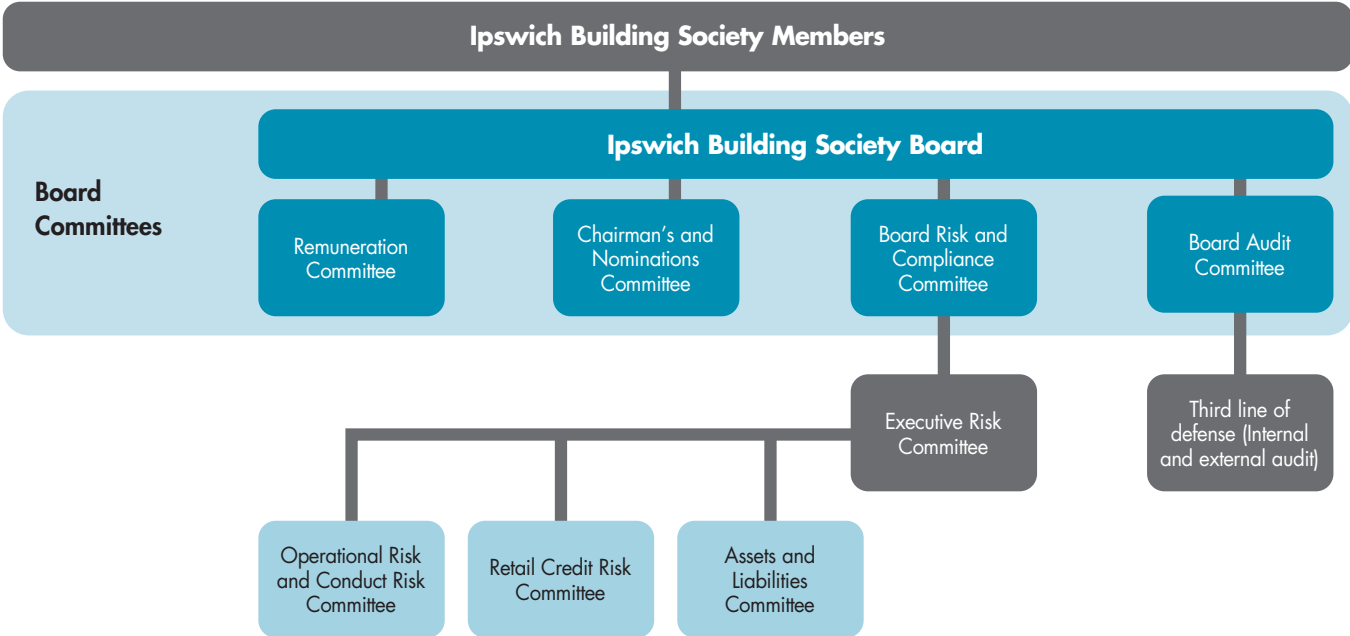 Ipswich Building Society Members
Ipswich Building Society Board
Board
Committees
Remuneration
Committee
Chairman's and
Nominations
Committee
Board Risk and
Compliance
Committee
Board Audit
Committee
Executive Risk
Committee
Third line of
defense (Internal
and external audit)
Operational Risk
and Conduct Risk
Committee
Retail Credit Risk
Committee
Assets and
Liabilities
Committee